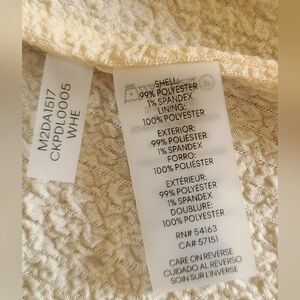 M2DA1517
CKPDL0005
WHE
SHELL:
99% POLYESTER
1% SPANDEX
LINING:
100% POLYESTER
EXTERIOR:
99% POLIÉSTER
1% SPANDEX
FORRO:
100% POLIÉSTER
EXTÉRIEUR:
99% POLYESTER
1% SPANDEX
DOUBLURE:
100% POLYESTER
RN# 54163
CA# 57151
CARE ON REVERSE
CUIDADO AL REVERSO
SOIN SUR L'INVERSE